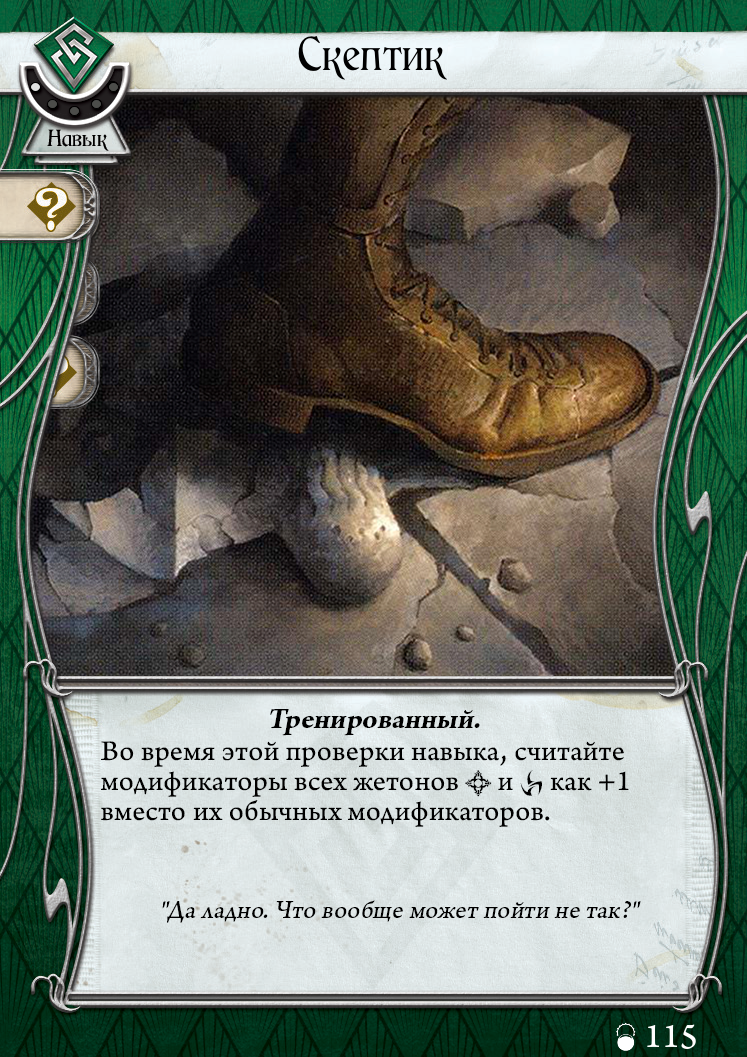 Скептик
Навык
?
Тренированный.
Во время этой проверки навыка, считайте
модификаторы всех жетонов и как +1
вместо их обычных модификаторов.
"Да ладно. Что вообще может пойти не так?"
115